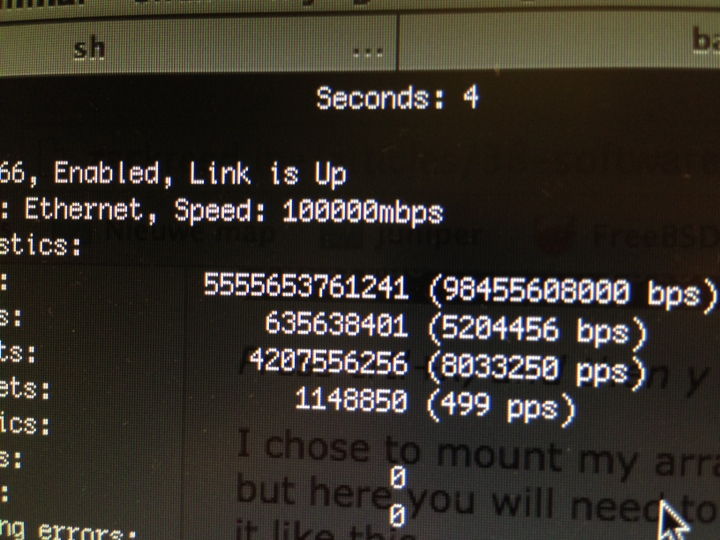 sh ... ba
Seconds: 4
66, Enabled, Link is Up
: Ethernet, Speed: 100000mbps
Nieuwe map juniper FreeBSD
stics:
: 5555653761241 (98455608000 bps)
s: 635638401 (5204456 bps)
ts: 4207556256 (8033250 pps)
ets: 1148850 (499 pps)
ics:
I chose to mount my arra
s: 0
but here you will need to
: 0
ng errors:
it like this